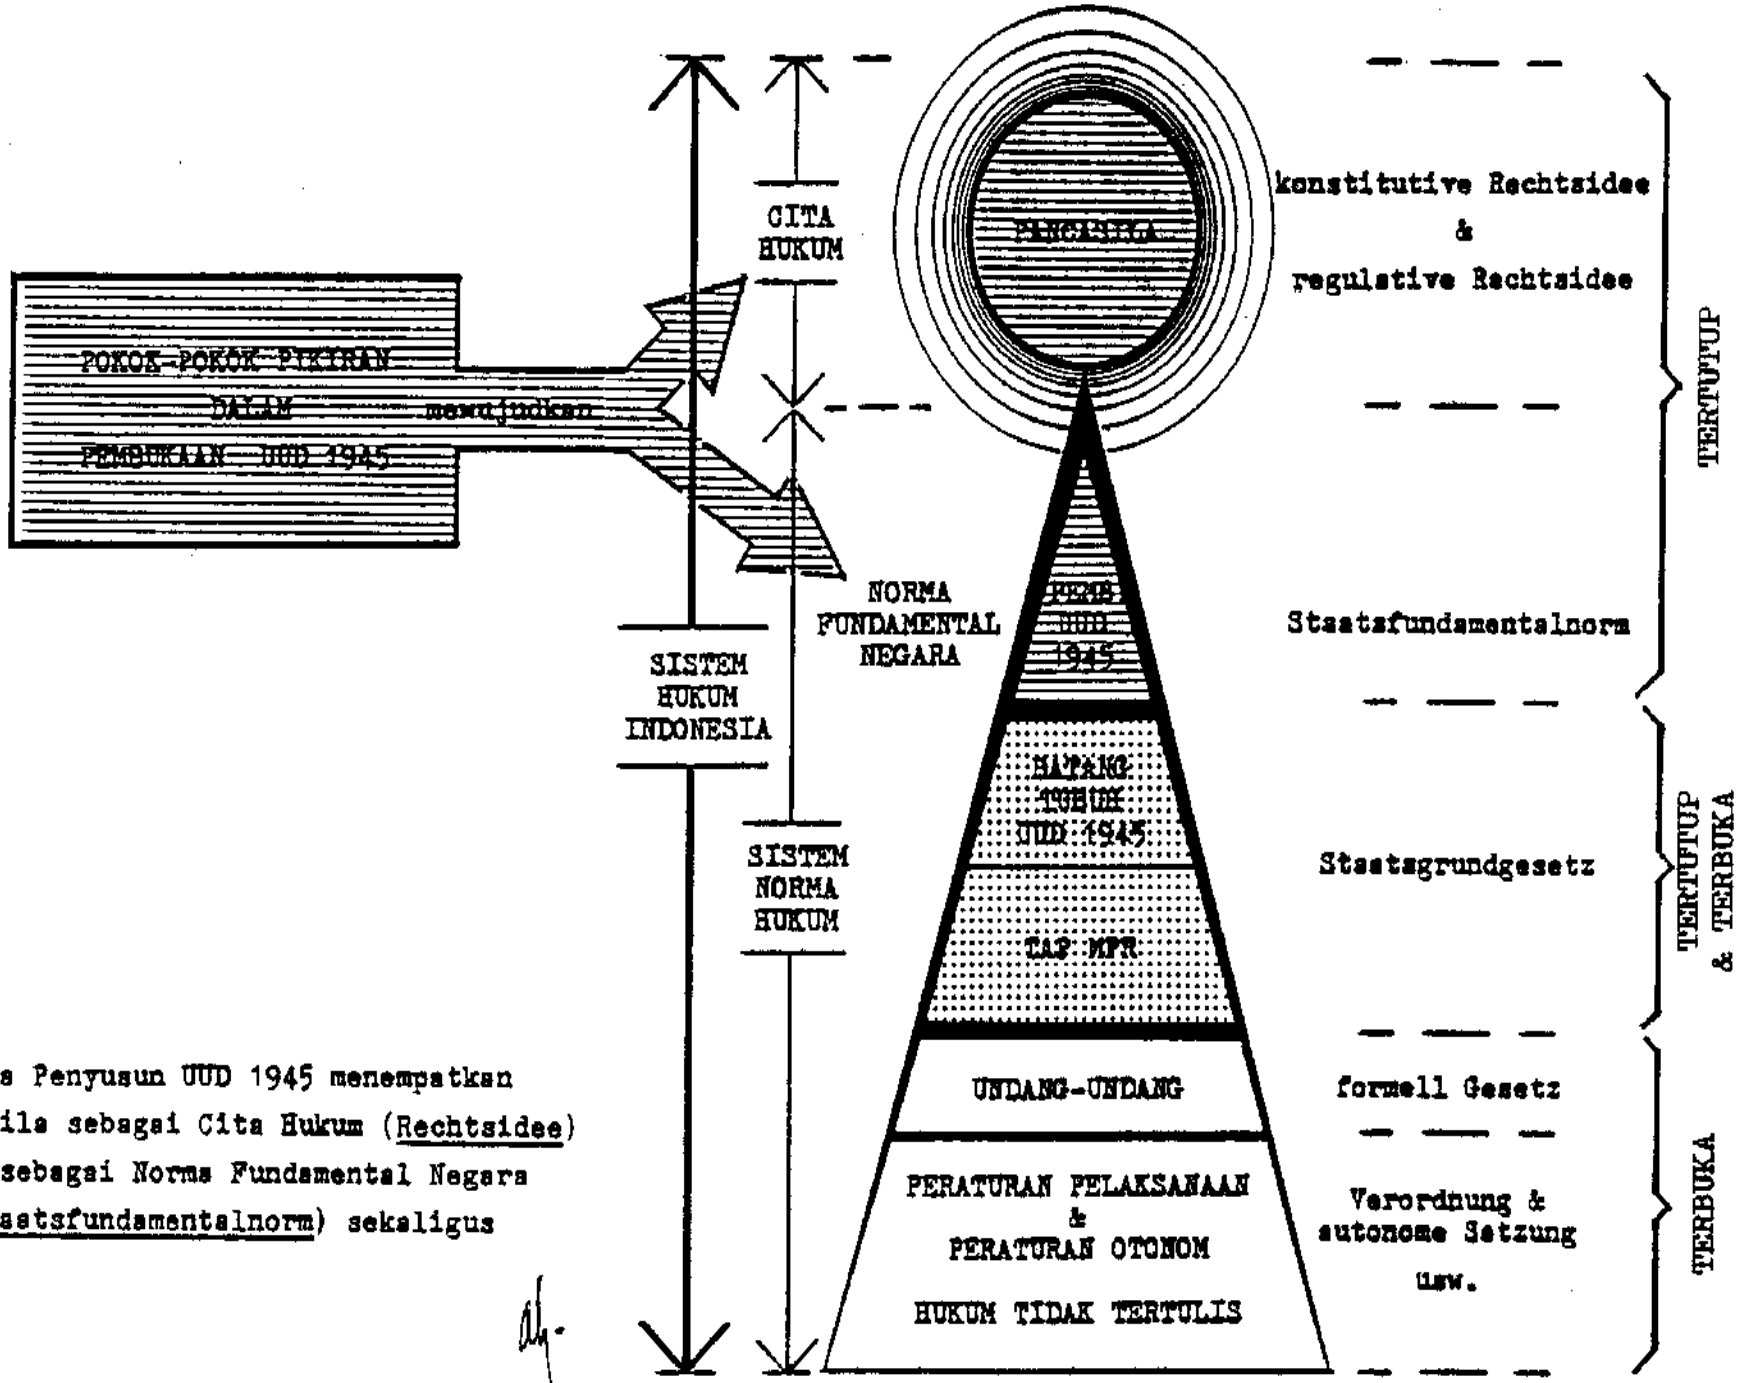 CITA
HUKUM
PANCASILA
konstitutive Rechtsidee
&
regulative Rechtsidee
TERTUTUP
POKOK-POKOK PIKIRAN
DALAM mewujudkan
PEMBUKAAN UUD 1945
NORMA
FUNDAMENTAL
NEGARA
PEMB
UUD
1945
Staatsfundamentalnorm
SISTEM
HUKUM
INDONESIA
BATANG
TUBUH
UUD 1945
SISTEM
NORMA
HUKUM
TAP MPR
Staatsgrundgesetz
TERTUTUP
& TERBUKA
UNDANG-UNDANG
formell Gesetz
PERATURAN PELAKSANAAN
&
PERATURAN OTONOM
HUKUM TIDAK TERTULIS
Verordnung &
autonome Satzung
usw.
TERBUKA
a Penyusun UUD 1945 menempatkan
ila sebagai Cita Hukum (Rechtsidee)
sebagai Norma Fundamental Negara
aatsfundamentalnorm) sekaligus